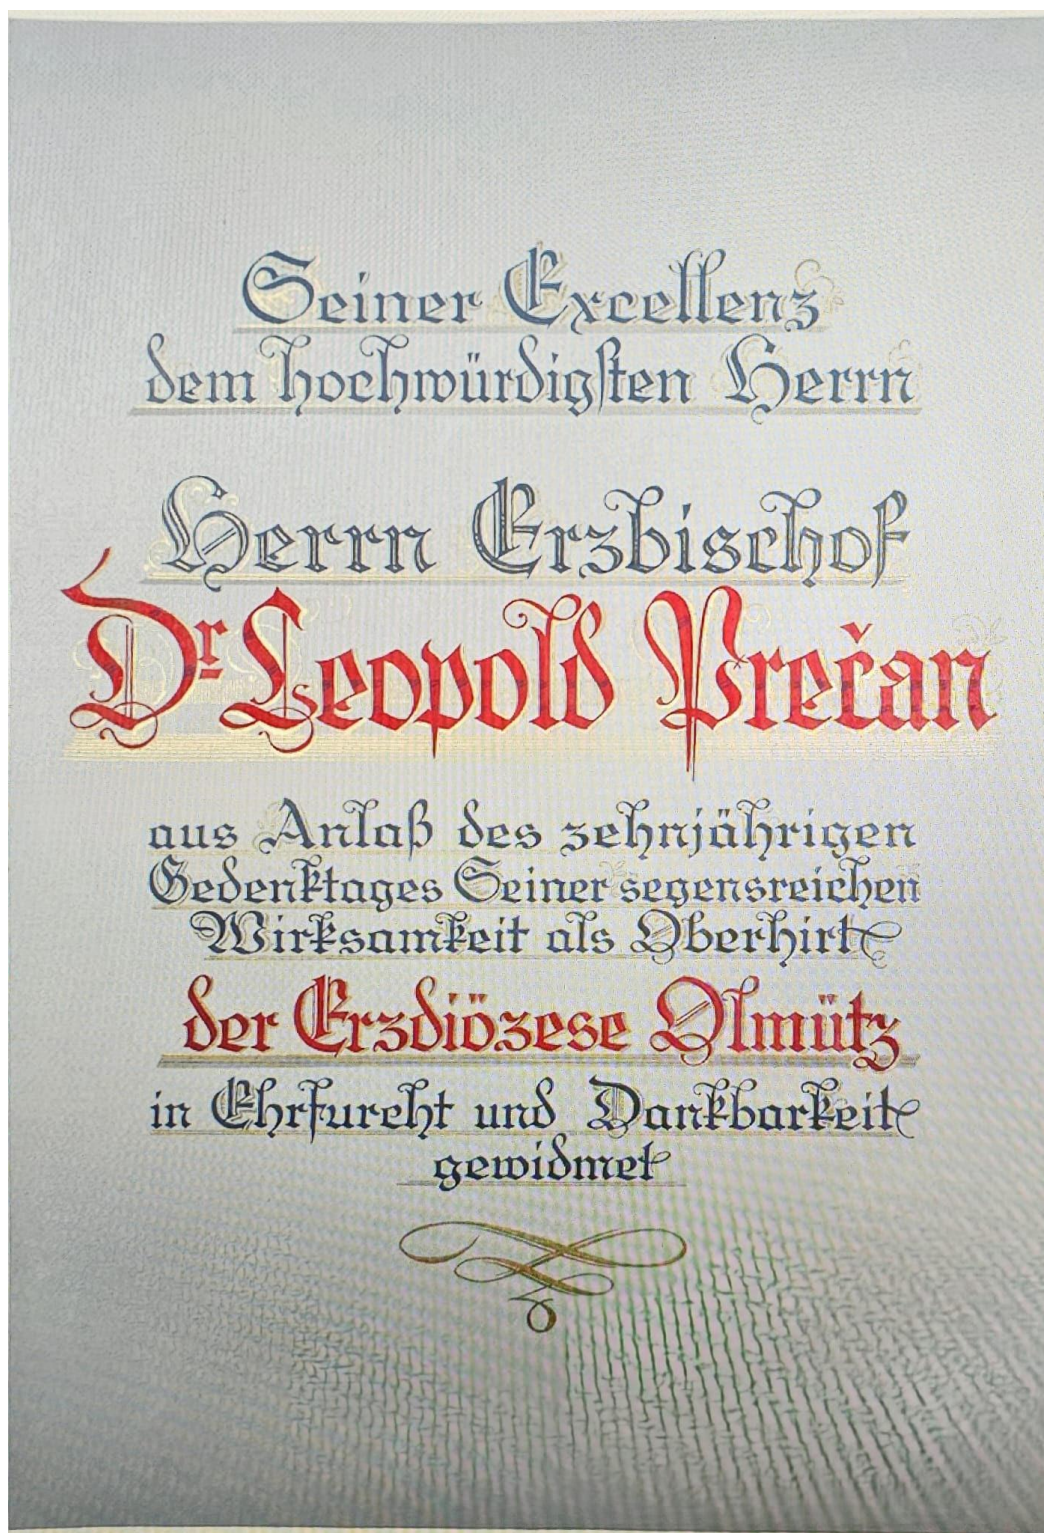 Seiner Excellenz
dem hochwürdigsten Herrn
Herrn Erzbischof
Dr Leopold Prečan
aus Anlaß des zehnjährigen
Gedenktages Seiner segensreichen
Wirksamkeit als Oberhirt
der Erzdiözese Olmütz
in Ehrfurcht und Dankbarkeit
gewidmet